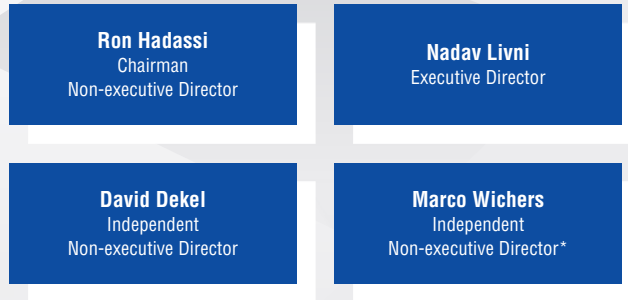 Ron Hadassi
Chairman
Non-executive Director
Nadav Livni
Executive Director
David Dekel
Independent
Non-executive Director
Marco Wichers
Independent
Non-executive Director*